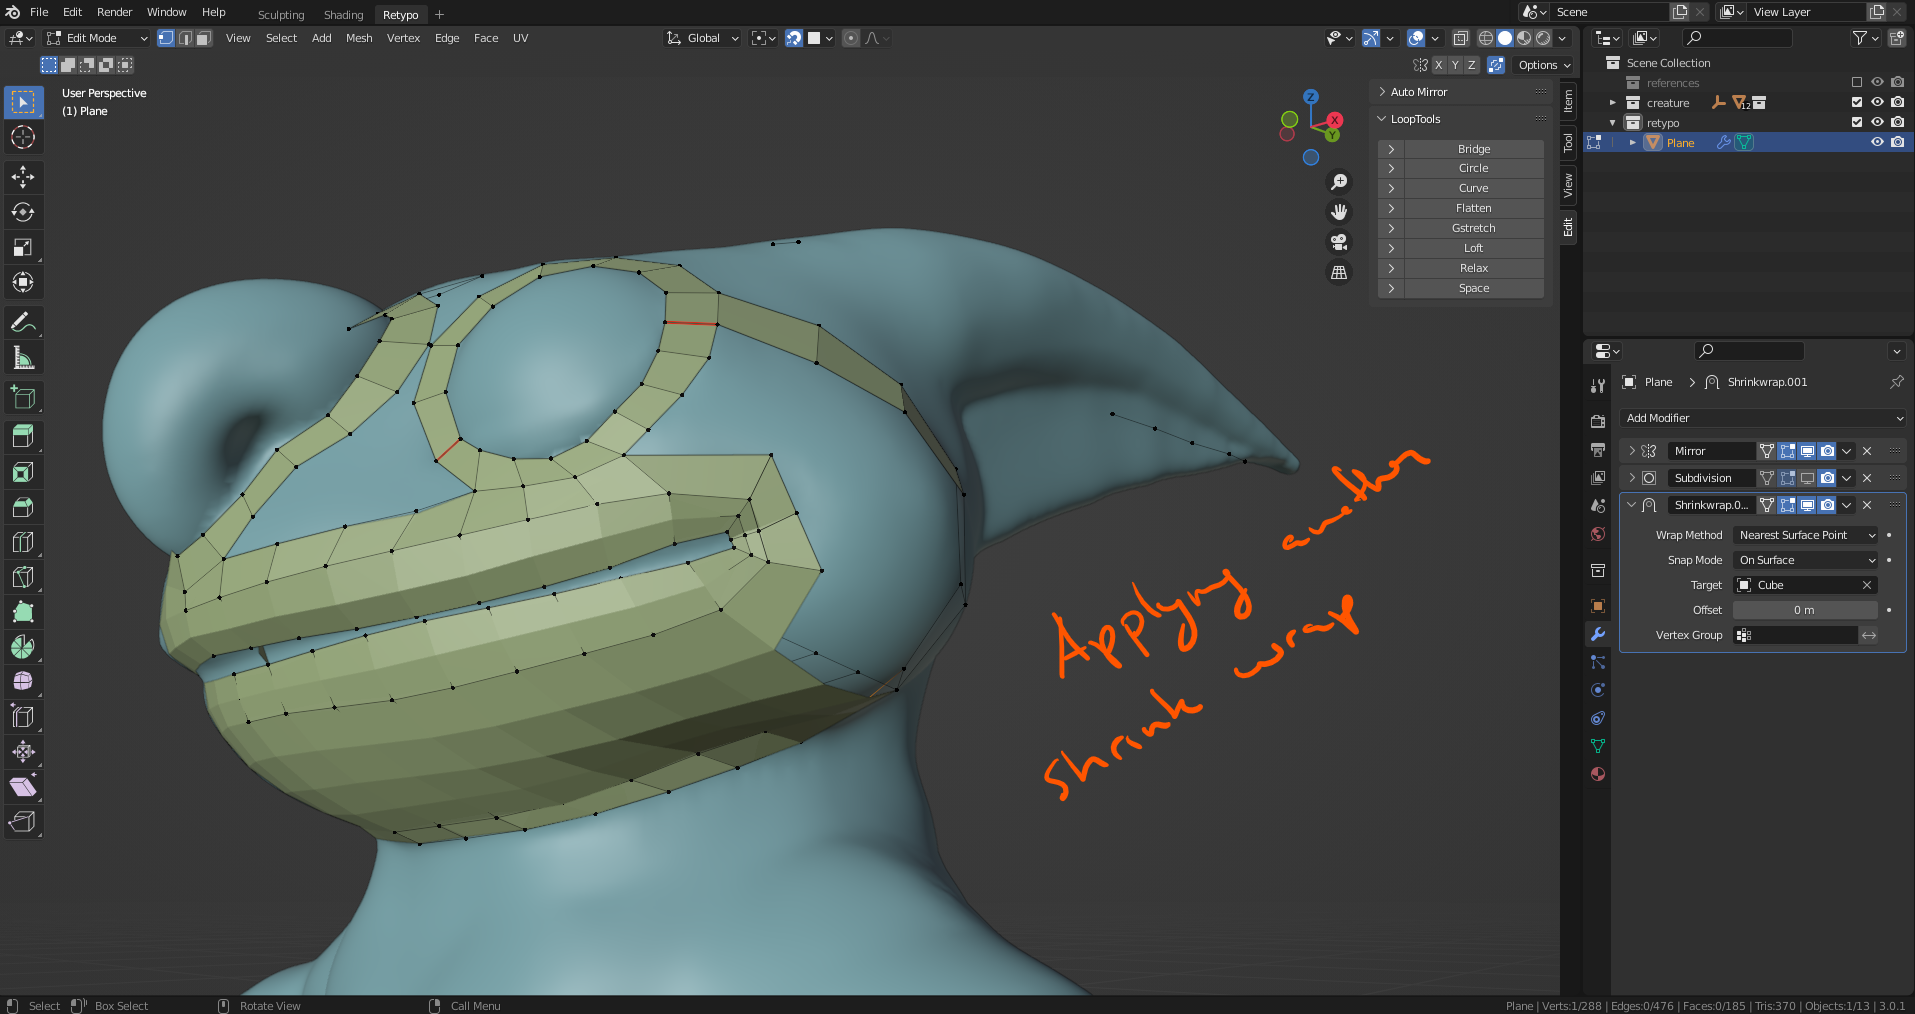 File Edit Render Window Help Sculpting Shading Retypo + Scene View Layer
Edit Mode View Select Add Mesh Vertex Edge Face UV Global
X Y Z Options
User Perspective
(1) Plane
Z X Y
Auto Mirror
LoopTools
Bridge
Circle
Curve
Flatten
Gstretch
Loft
Relax
Space
Item
Tool
View
Edit
Scene Collection
references
creature 12
retypo
Plane
Plane > Shrinkwrap.001
Add Modifier
Mirror
Subdivision
Shrinkwrap.0...
Wrap Method Nearest Surface Point
Snap Mode On Surface
Target Cube
Offset 0 m
Vertex Group
Applying another
shrink wrap
Select Box Select Rotate View Call Menu
Plane | Verts:1/288 | Edges:0/476 | Faces:0/185 | Tris:370 | Objects:1/13 | 3.0.1